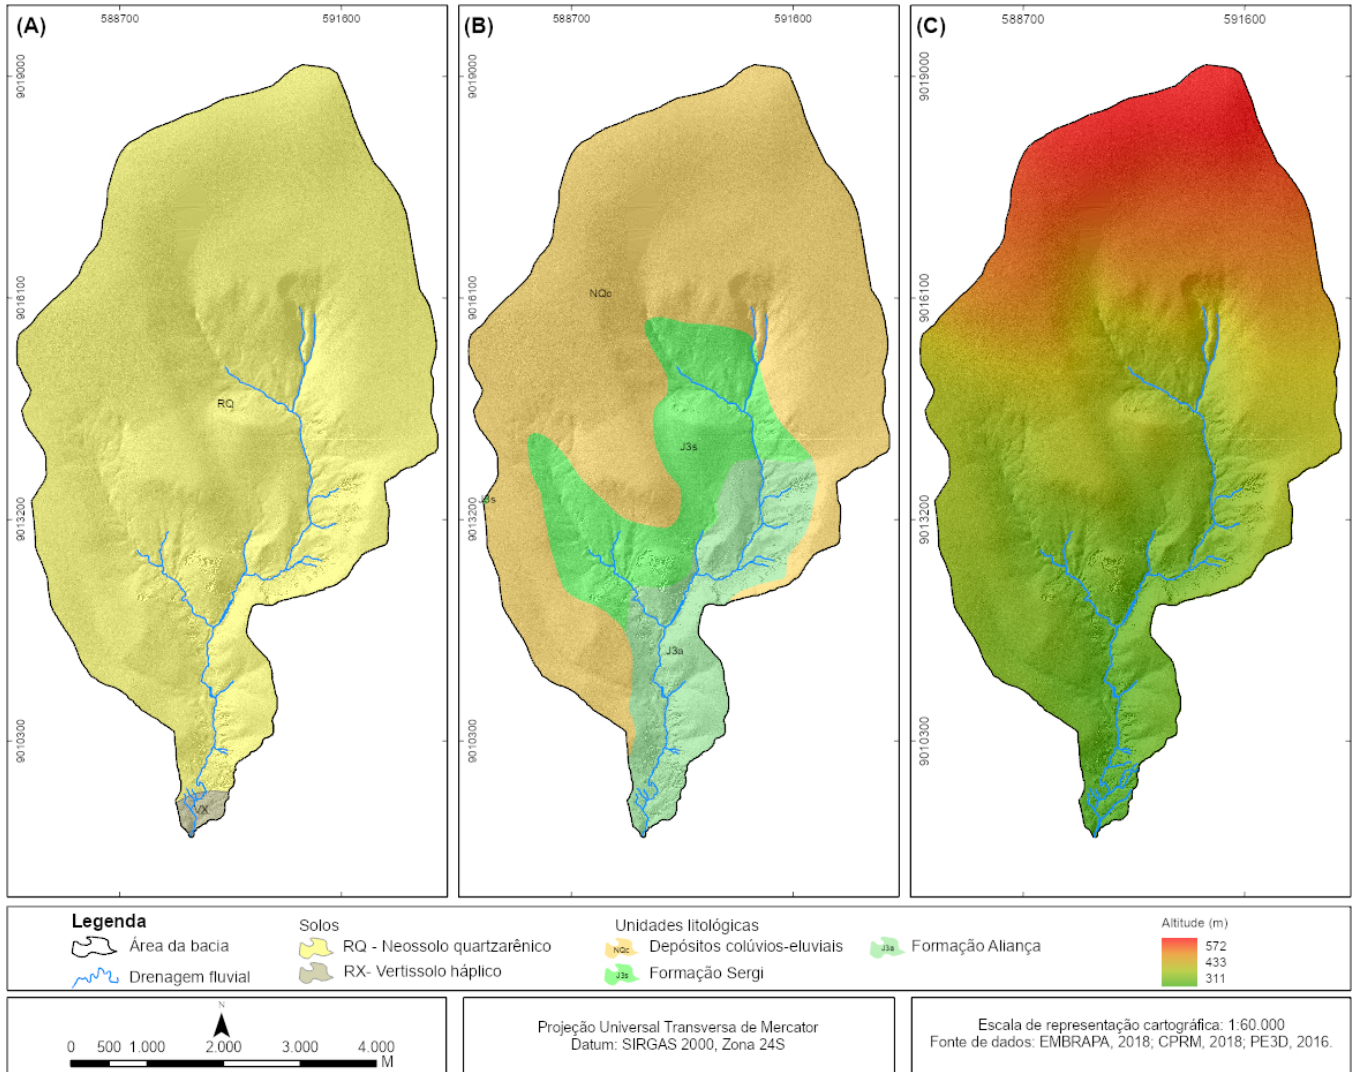 (A)
588700
591600
9019000
9016100
9013200
9010300
RQ
VX
(B)
588700
591600
9019000
9016100
9013200
9010300
NQc
J3s
J3s
J3a
(C)
588700
591600
9019000
9016100
9013200
9010300
Legenda
Área da bacia
Drenagem fluvial
Solos
RQ - Neossolo quartzarênico
RX- Vertissolo háplico
Unidades litológicas
NQc Depósitos colúvios-eluviais
J3s Formação Sergi
J3a Formação Aliança
Altitude (m)
572
433
311
N
0 500 1.000 2.000 3.000 4.000
M
Projeção Universal Transversa de Mercator
Datum: SIRGAS 2000, Zona 24S
Escala de representação cartográfica: 1:60.000
Fonte de dados: EMBRAPA, 2018; CPRM, 2018; PE3D, 2016.